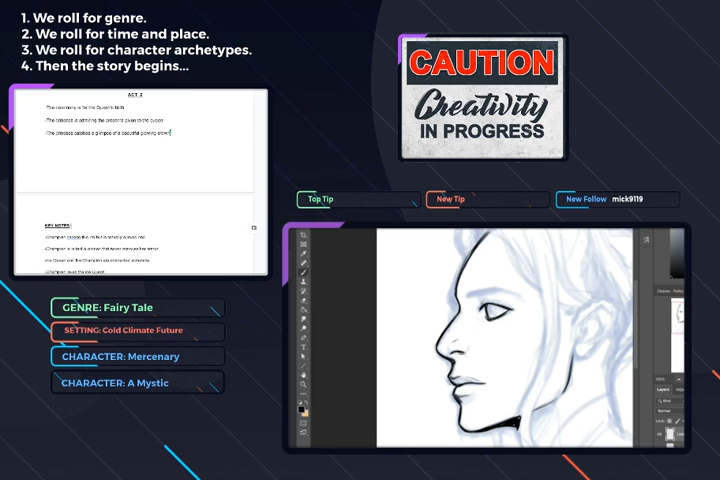 1. We roll for genre.
2. We roll for time and place.
3. We roll for character archetypes.
4. Then the story begins...
CAUTION
Creativity
IN PROGRESS
ACT 2
-The ceremony is for the Queen's birth
-The princess is admiring the presents given to the queen
-The princess catches a glimpse of a beautiful glowing
KEY NOTES:
Top Tip
New Tip
New Follow mick9119
GENRE: Fairy Tale
SETTING: Cold Climate Future
CHARACTER: Mercenary
CHARACTER: A Mystic
Layers